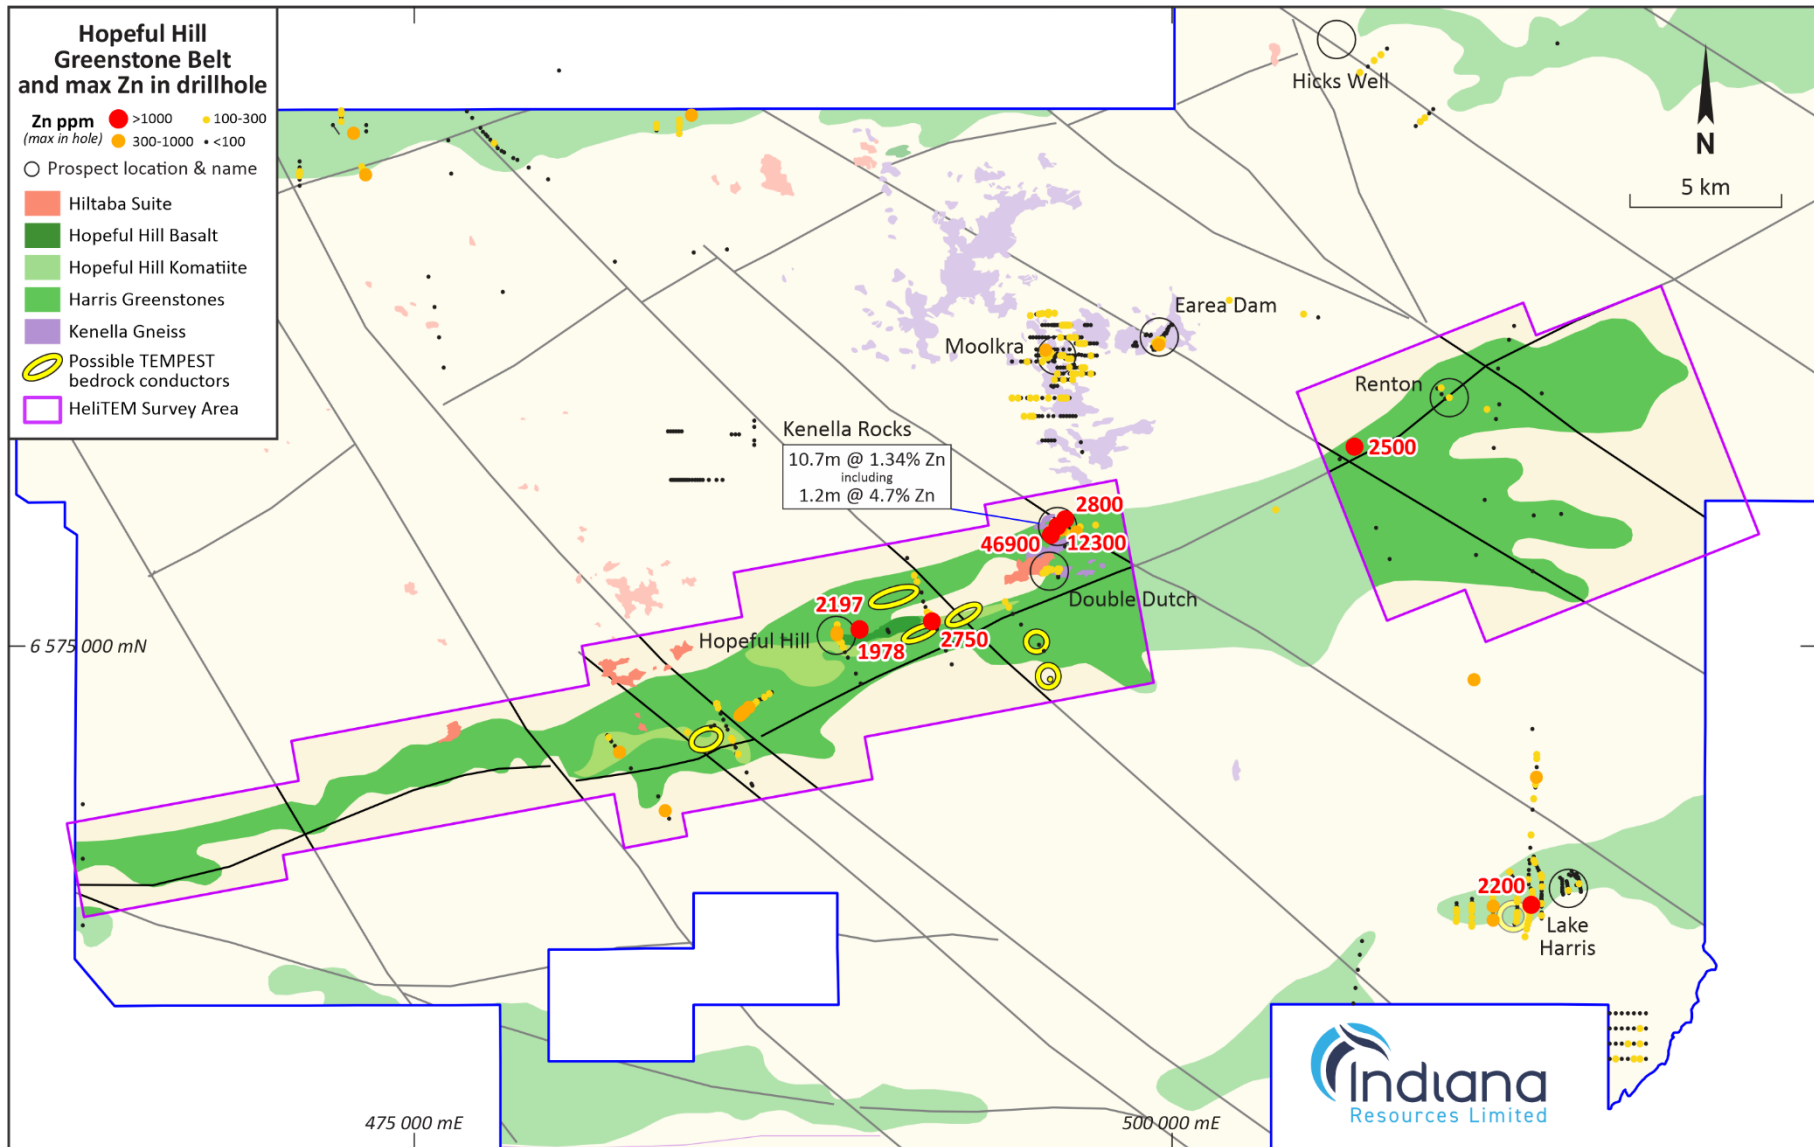 Hopeful Hill
Greenstone Belt
and max Zn in drillhole
Zn ppm
(max in hole)
>1000
100-300
300-1000
<100
Prospect location & name
Hiltaba Suite
Hopeful Hill Basalt
Hopeful Hill Komatiite
Harris Greenstones
Kenella Gneiss
Possible TEMPEST
bedrock conductors
HeliTEM Survey Area
Hicks Well
N
5 km
Earea Dam
Moolkra
Renton
2500
Kenella Rocks
10.7m @ 1.34% Zn
including
1.2m @ 4.7% Zn
2800
46900
12300
Double Dutch
2197
Hopeful Hill
1978
2750
6 575 000 mN
2200
Lake
Harris
475 000 mE
500 000 mE
Indiana
Resources Limited